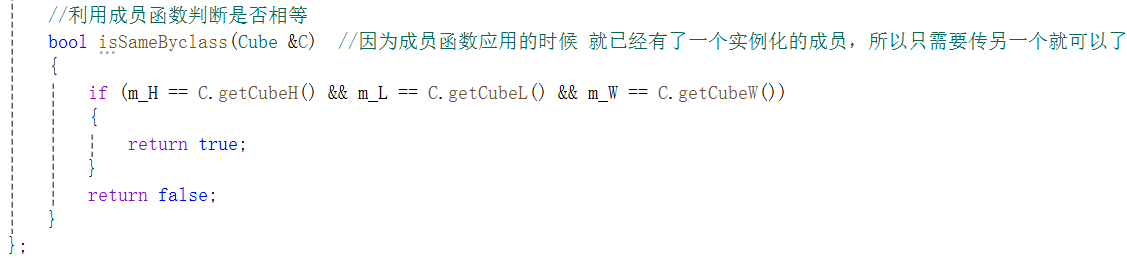 //利用成员函数判断是否相等
bool isSameByclass(Cube &C)  //因为成员函数应用的时候 就已经有了一个实例化的成员，所以只需要传另一个就可以了
{
if (m_H == C.getCubeH() && m_L == C.getCubeL() && m_W == C.getCubeW())
{
return true;
}
return false;
}
};